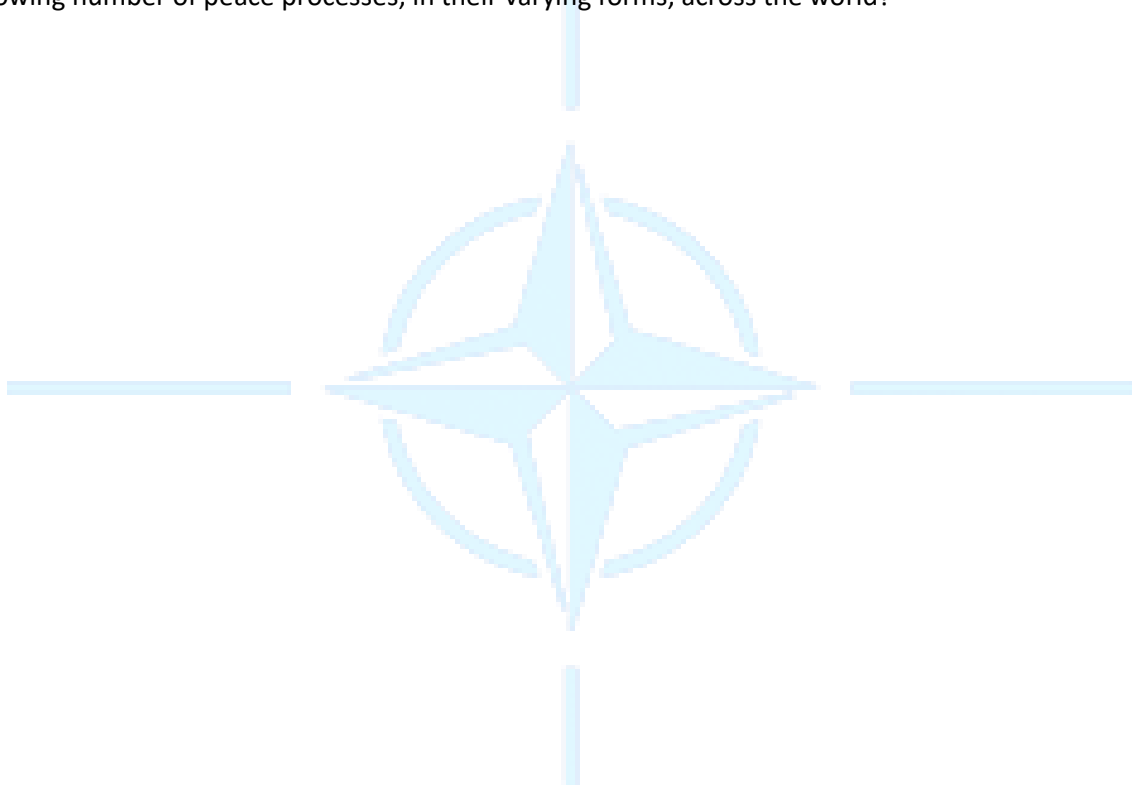 owing number of peace processes, in their varying forms, across the world?